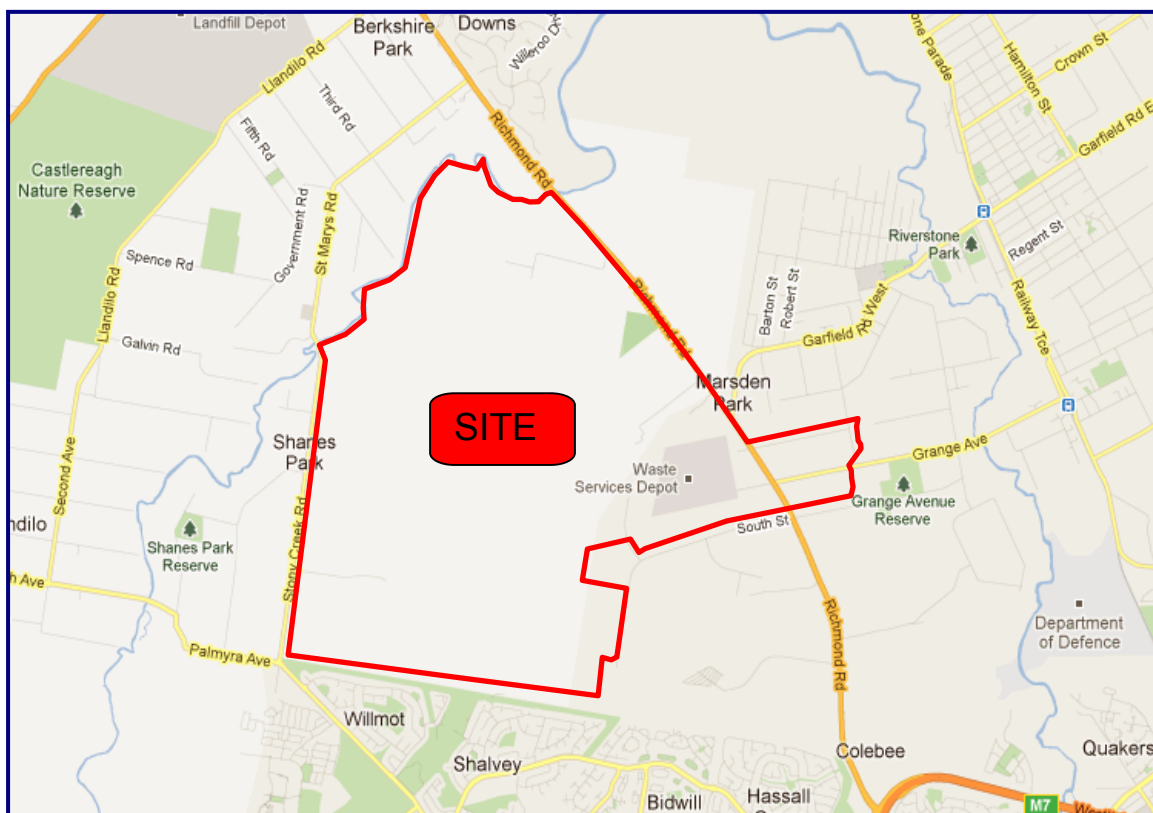 Landfill Depot
Berkshire
Park
Downs
Willeroo
Llandilo Rd
Third Rd
Fifth Rd
Richmond Rd
Hamilton St
Crown St
Garfield Rd E
Castlereagh
Nature Reserve
Government Rd
St Marys Rd
Spence Rd
Llandilo Rd
Galvin Rd
Riverstone
Park
Regent St
Railway Tce
Barton St
Robert St
Garfield Rd West
Richmond Rd
Marsden
Park
SITE
Shanes
Park
Second Ave
Waste
Services Depot
Grange Ave
Grange Avenue
Reserve
South St
ndilo
Shanes Park
Reserve
Stony Creek Rd
h Ave
Palmyra Ave
Richmond Rd
Department
of Defence
Willmot
Shalvey
Bidwill
Hassall
Colebee
Quakers
M7